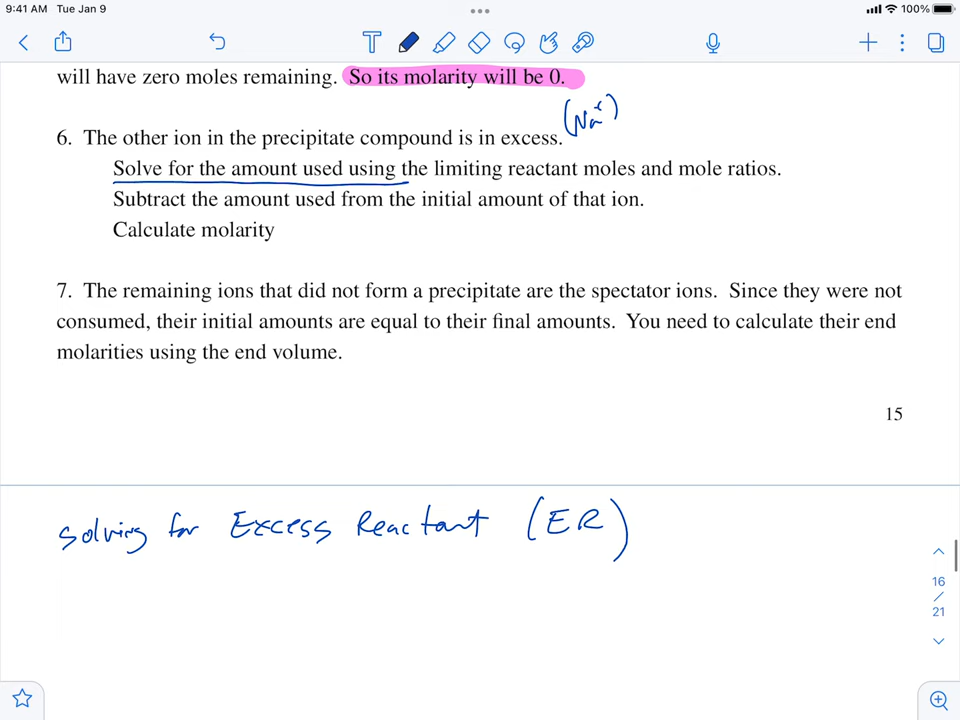 9:41 AM Tue Jan 9
100%
will have zero moles remaining. So its molarity will be 0.
(Na+)
6. The other ion in the precipitate compound is in excess.
Solve for the amount used using the limiting reactant moles and mole ratios.
Subtract the amount used from the initial amount of that ion.
Calculate molarity
7. The remaining ions that did not form a precipitate are the spectator ions. Since they were not
consumed, their initial amounts are equal to their final amounts. You need to calculate their end
molarities using the end volume.
15
solving for Excess Reactant (ER)
16
/
21